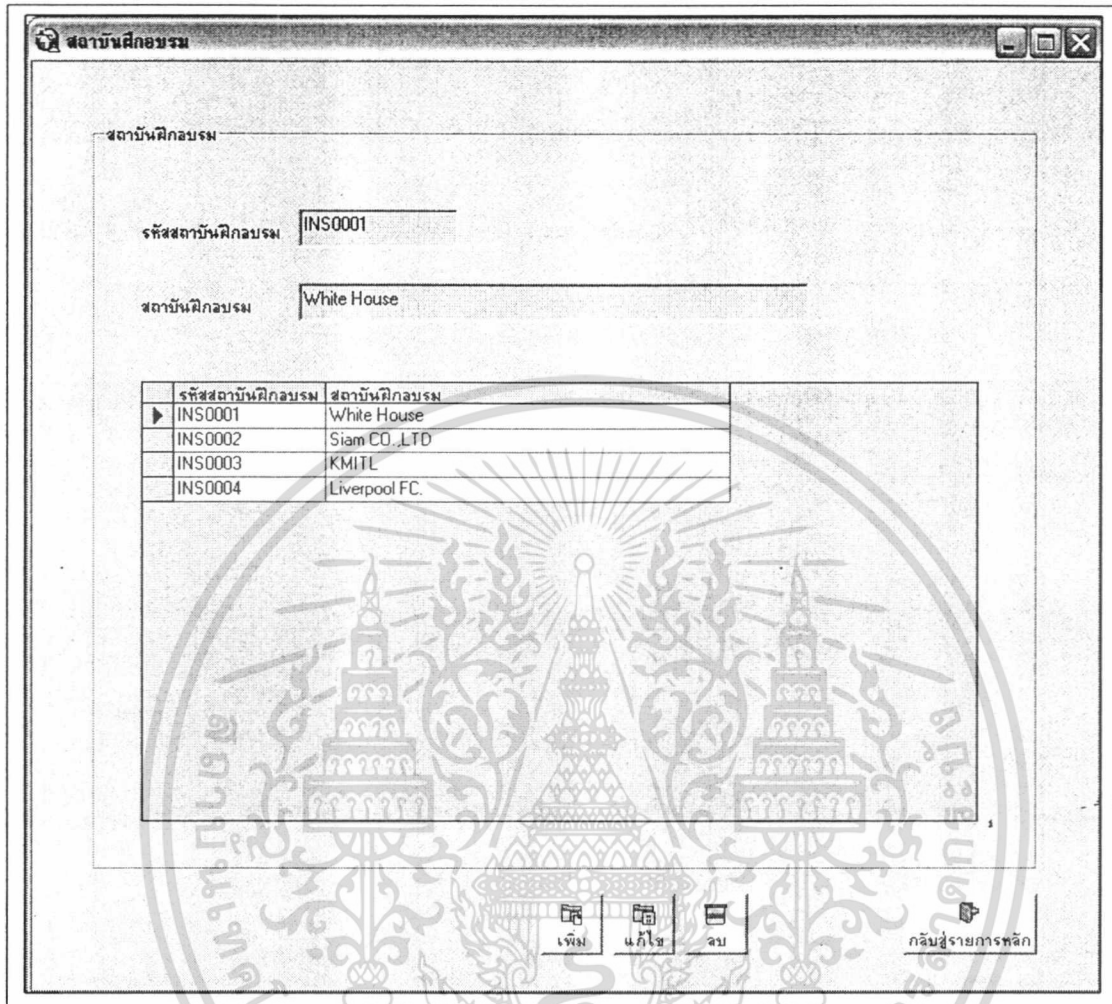 สถาบันฝึกอบรม
สถาบันฝึกอบรม
รหัสสถาบันฝึกอบรม INS0001
สถาบันฝึกอบรม White House
รหัสสถาบันฝึกอบรม สถาบันฝึกอบรม
INS0001 White House
INS0002 Siam CO.,LTD
INS0003 KMITL
INS0004 Liverpool FC.
เพิ่ม แก้ไข ลบ กลับสู่รายการหลัก